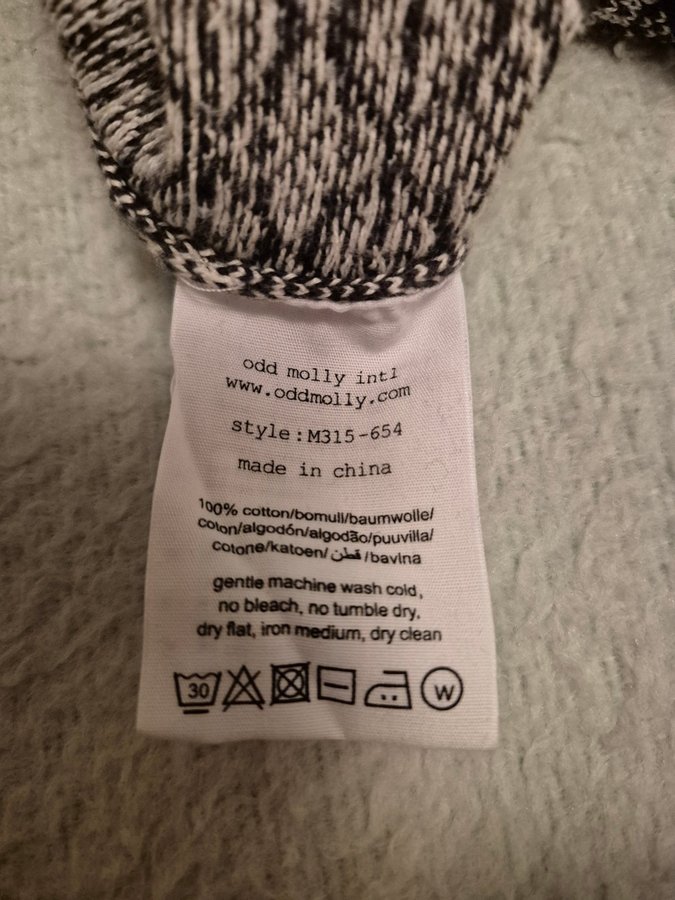 odd molly intl
www.oddmolly.com
style:M315-654
made in china
100% cotton/bomull/baumwolle/
coton/algodón/algodão/puuvilla/
cotone/katoen/قطن/bavlna
gentle machine wash cold,
no bleach, no tumble dry,
dry flat, iron medium, dry clean
30 W